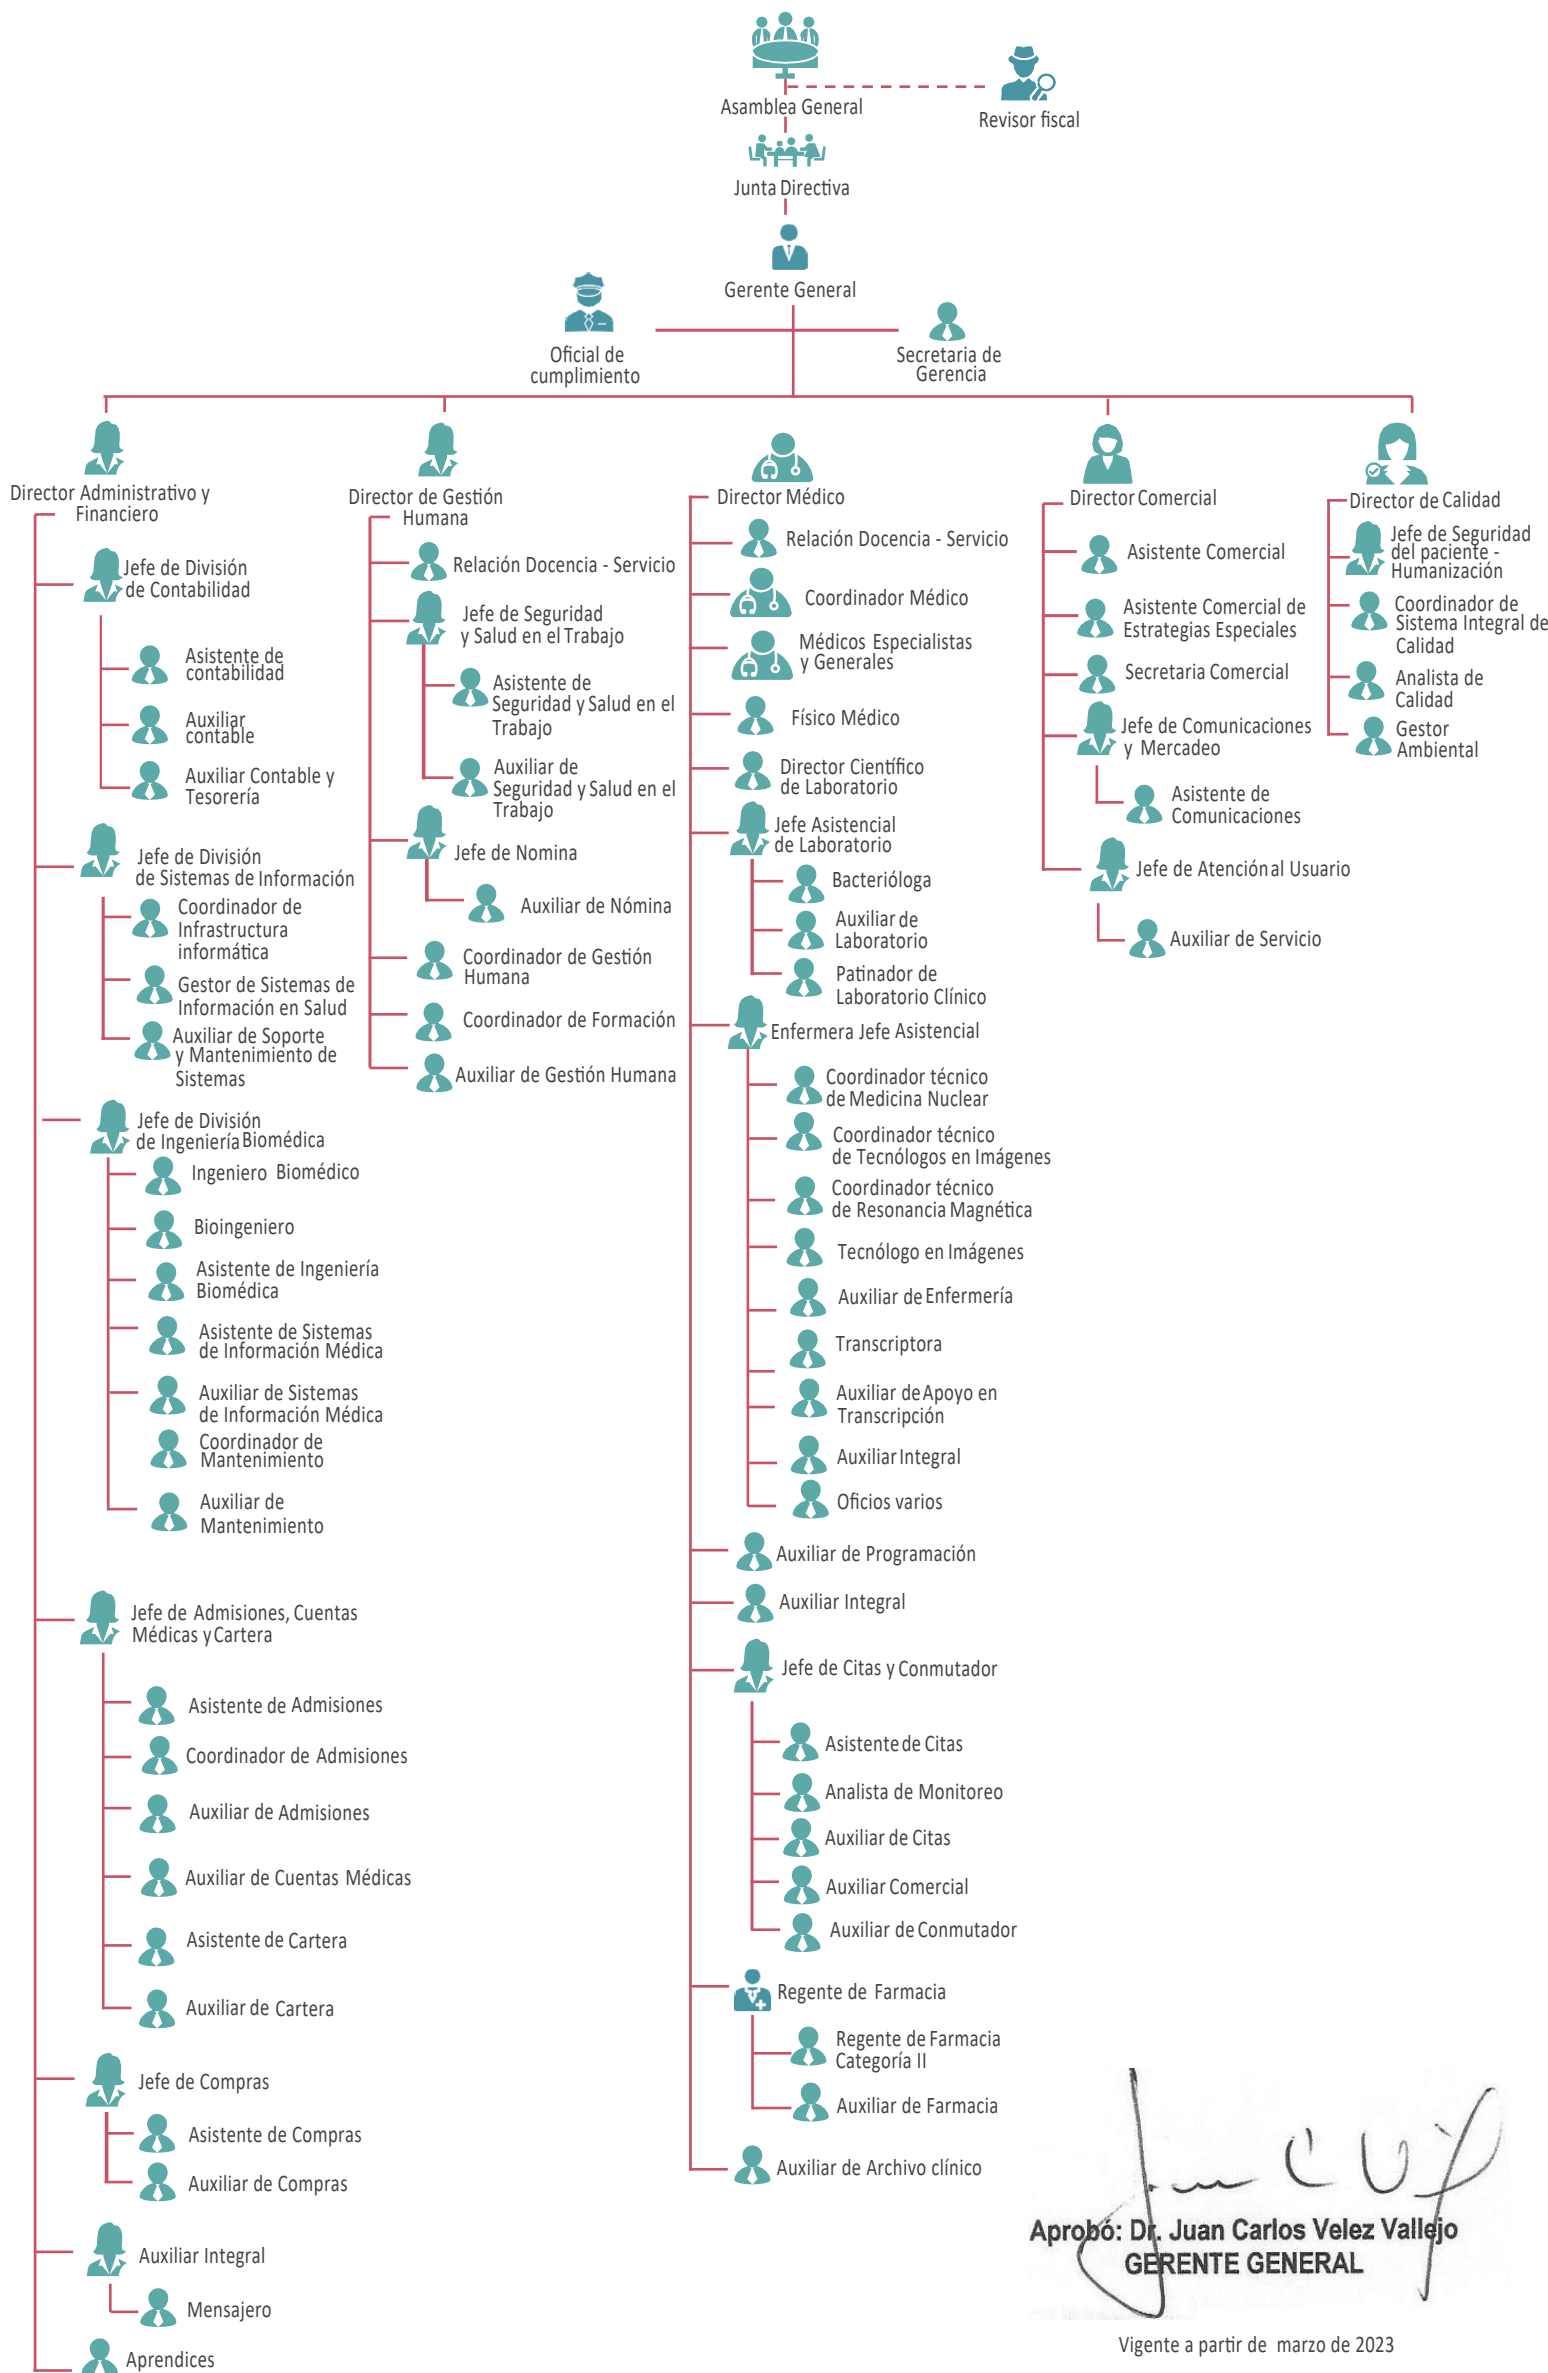 Asamblea General
Revisor fiscal
Junta Directiva
Gerente General
Oficial de
cumplimiento
Secretaria de
Gerencia
Director Administrativo y
Financiero
Jefe de División
de Contabilidad
Asistente de
contabilidad
Auxiliar
contable
Auxiliar Contable y
Tesorería
Jefe de División
de Sistemas de Información
Coordinador de
Infrastructura
informática
Gestor de Sistemas de
Información en Salud
Auxiliar de Soporte
y Mantenimiento de
Sistemas
Jefe de División
de Ingeniería Biomédica
Ingeniero Biomédico
Bioingeniero
Asistente de Ingeniería
Biomédica
Asistente de Sistemas
de Información Médica
Auxiliar de Sistemas
de Información Médica
Coordinador de
Mantenimiento
Auxiliar de
Mantenimiento
Jefe de Admisiones, Cuentas
Médicas y Cartera
Asistente de Admisiones
Coordinador de Admisiones
Auxiliar de Admisiones
Auxiliar de Cuentas Médicas
Asistente de Cartera
Auxiliar de Cartera
Jefe de Compras
Asistente de Compras
Auxiliar de Compras
Auxiliar Integral
Mensajero
Aprendices
Director de Gestión
Humana
Relación Docencia - Servicio
Jefe de Seguridad
y Salud en el Trabajo
Asistente de
Seguridad y Salud en el
Trabajo
Auxiliar de
Seguridad y Salud en el
Trabajo
Jefe de Nomina
Auxiliar de Nómina
Coordinador de Gestión
Humana
Coordinador de Formación
Auxiliar de Gestión Humana
Director Médico
Relación Docencia - Servicio
Coordinador Médico
Médicos Especialistas
y Generales
Físico Médico
Director Científico
de Laboratorio
Jefe Asistencial
de Laboratorio
Bacterióloga
Auxiliar de
Laboratorio
Patinador de
Laboratorio Clínico
Enfermera Jefe Asistencial
Coordinador técnico
de Medicina Nuclear
Coordinador técnico
de Tecnólogos en Imágenes
Coordinador técnico
de Resonancia Magnética
Tecnólogo en Imágenes
Auxiliar de Enfermería
Transcriptora
Auxiliar de Apoyo en
Transcripción
Auxiliar Integral
Oficios varios
Auxiliar de Programación
Auxiliar Integral
Jefe de Citas y Conmutador
Asistente de Citas
Analista de Monitoreo
Auxiliar de Citas
Auxiliar Comercial
Auxiliar de Conmutador
Regente de Farmacia
Regente de Farmacia
Categoría II
Auxiliar de Farmacia
Auxiliar de Archivo clínico
Director Comercial
Asistente Comercial
Asistente Comercial de
Estrategias Especiales
Secretaria Comercial
Jefe de Comunicaciones
y Mercadeo
Asistente de
Comunicaciones
Jefe de Atención al Usuario
Auxiliar de Servicio
Director de Calidad
Jefe de Seguridad
del paciente -
Humanización
Coordinador de
Sistema Integral de
Calidad
Analista de
Calidad
Gestor
Ambiental
Aprobó: Dr. Juan Carlos Velez Vallejo
GERENTE GENERAL
Vigente a partir de marzo de 2023